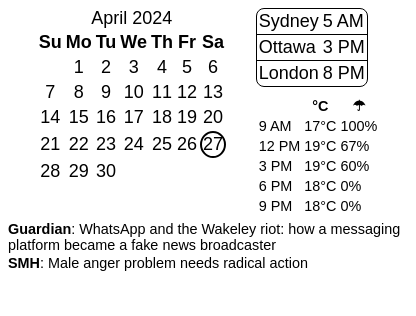 April 2024
Su Mo Tu We Th Fr Sa
1 2 3 4 5 6
7 8 9 10 11 12 13
14 15 16 17 18 19 20
21 22 23 24 25 26 27
28 29 30
Sydney 5 AM
Ottawa 3 PM
London 8 PM
°C ☂
9 AM 17°C 100%
12 PM 19°C 67%
3 PM 19°C 60%
6 PM 18°C 0%
9 PM 18°C 0%
Guardian: WhatsApp and the Wakeley riot: how a messaging
platform became a fake news broadcaster
SMH: Male anger problem needs radical action